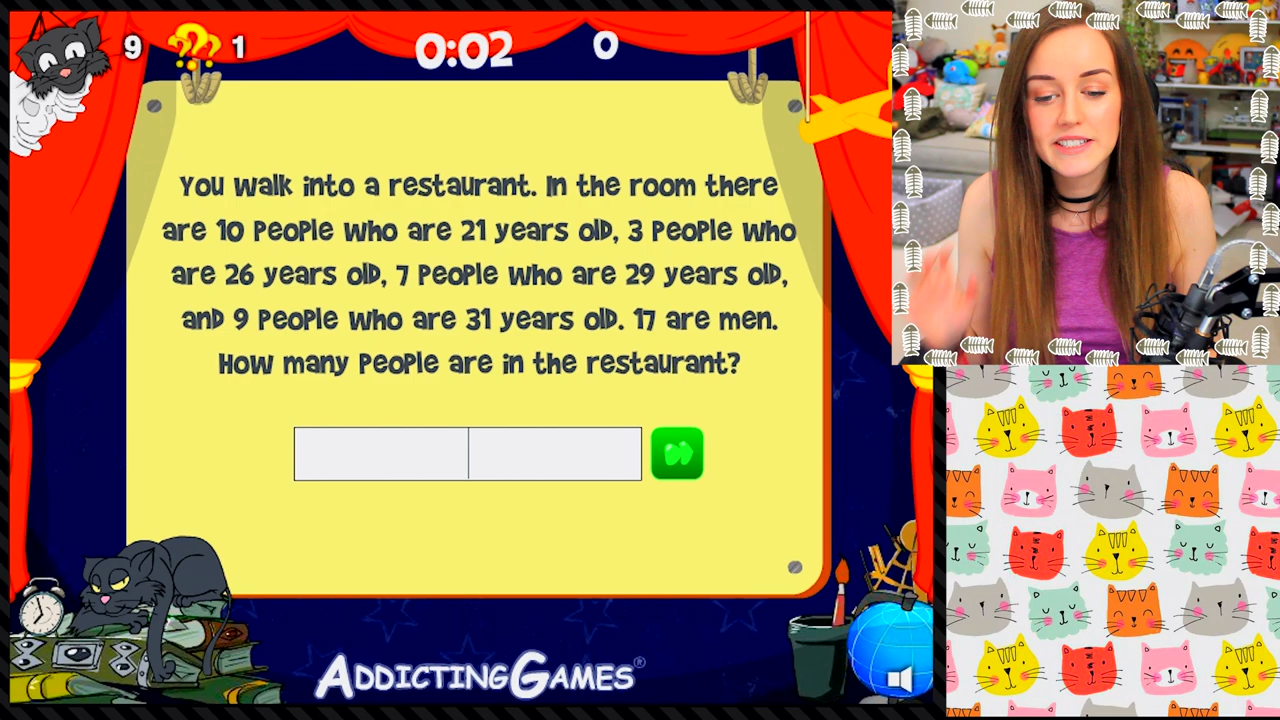 9 ??? 1 0:02 0
You walk into a restaurant. In the room there
are 10 people who are 21 years old, 3 people who
are 26 years old, 7 people who are 29 years old,
and 9 people who are 31 years old. 17 are men.
How many people are in the restaurant?
AddictingGames®